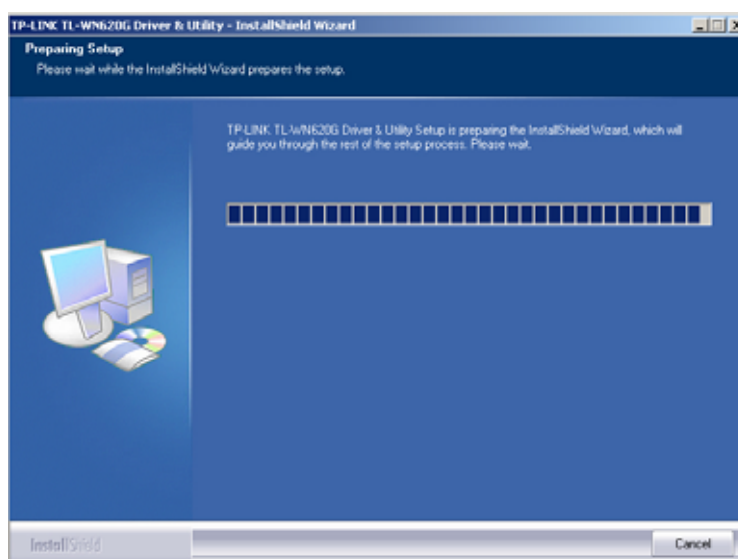 TP-LINK TL-WN620G Driver & Utility - InstallShield Wizard
Preparing Setup
Please wait while the InstallShield Wizard prepares the setup.
TP-LINK TL-WN620G Driver & Utility Setup is preparing the InstallShield Wizard, which will
guide you through the rest of the setup process. Please wait.
InstallShield
Cancel